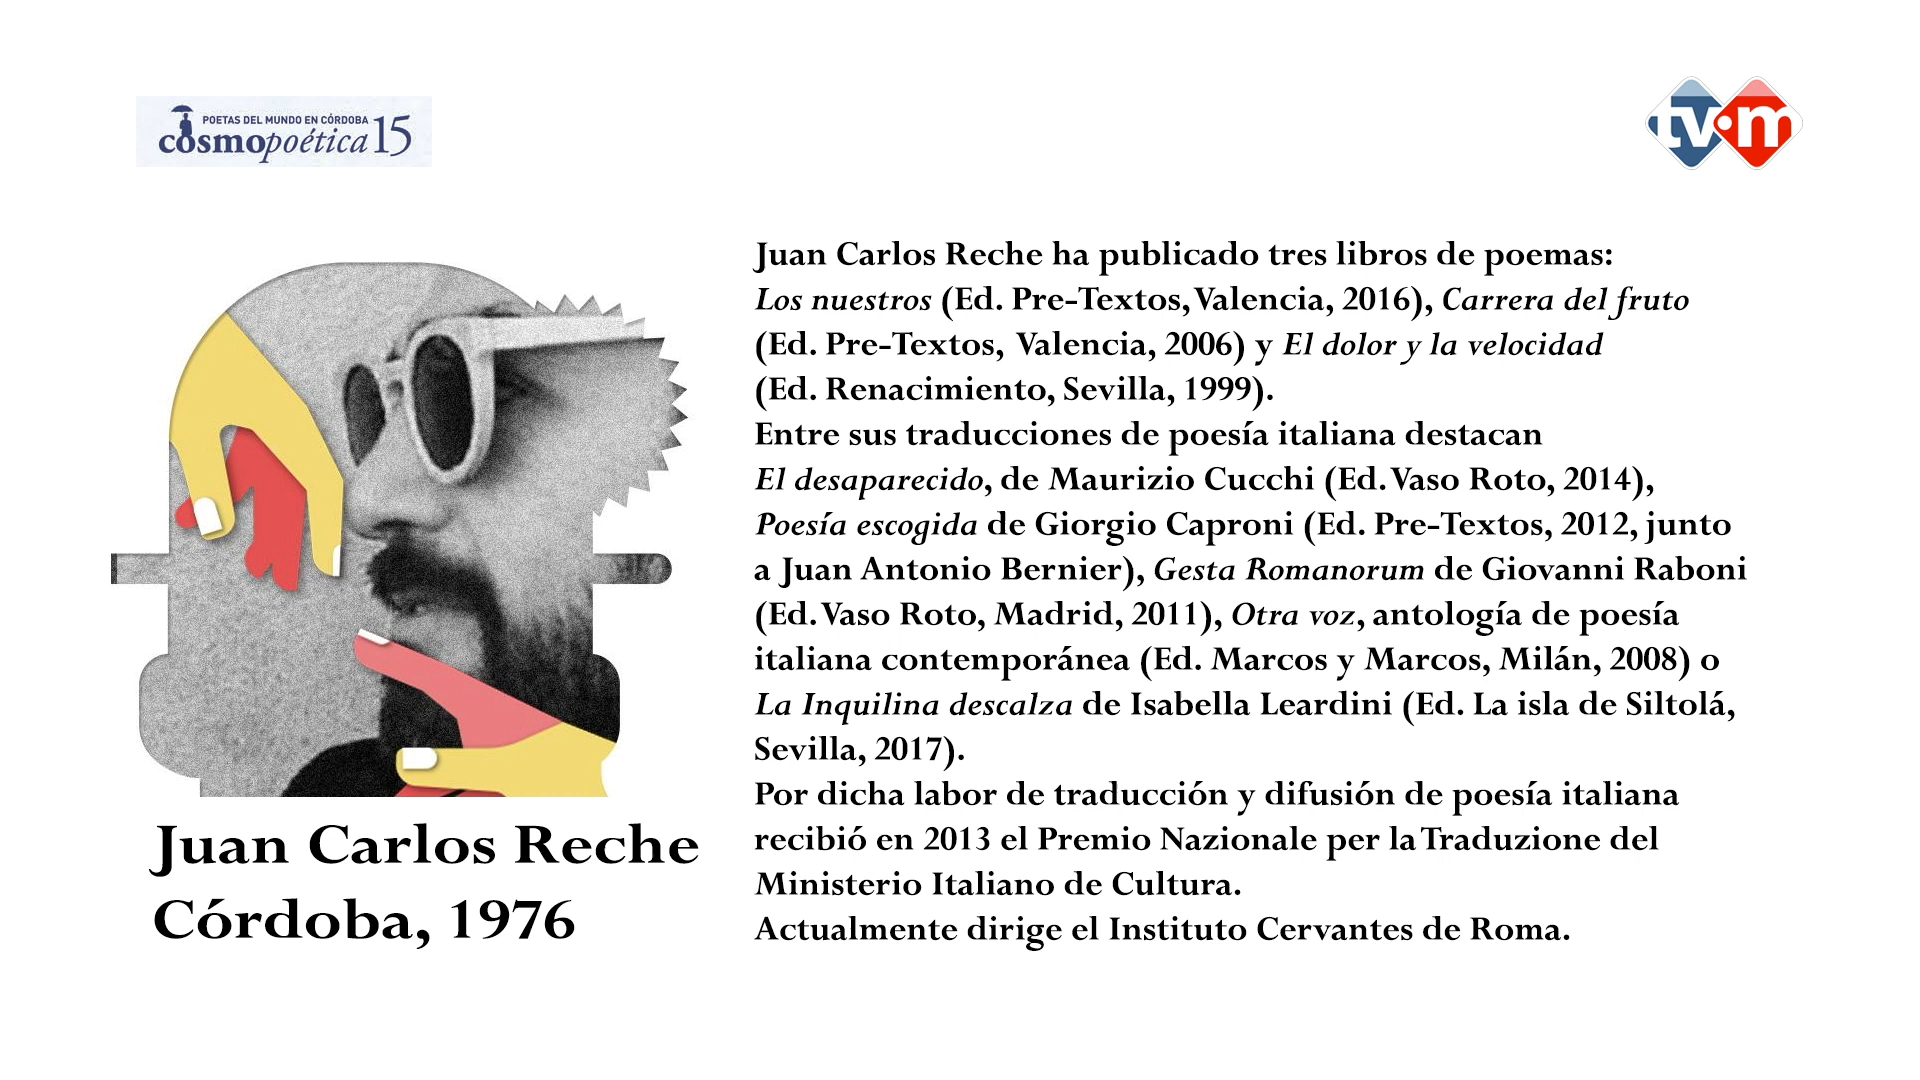 POETAS DEL MUNDO EN CÓRDOBA
cosmopoética 15
tv·m
Juan Carlos Reche ha publicado tres libros de poemas:
Los nuestros (Ed. Pre-Textos, Valencia, 2016), Carrera del fruto
(Ed. Pre-Textos, Valencia, 2006) y El dolor y la velocidad
(Ed. Renacimiento, Sevilla, 1999).
Entre sus traducciones de poesía italiana destacan
El desaparecido, de Maurizio Cucchi (Ed. Vaso Roto, 2014),
Poesía escogida de Giorgio Caproni (Ed. Pre-Textos, 2012, junto
a Juan Antonio Bernier), Gesta Romanorum de Giovanni Raboni
(Ed. Vaso Roto, Madrid, 2011), Otra voz, antología de poesía
italiana contemporánea (Ed. Marcos y Marcos, Milán, 2008) o
La Inquilina descalza de Isabella Leardini (Ed. La isla de Siltolá,
Sevilla, 2017).
Por dicha labor de traducción y difusión de poesía italiana
recibió en 2013 el Premio Nazionale per la Traduzione del
Ministerio Italiano de Cultura.
Actualmente dirige el Instituto Cervantes de Roma.
Juan Carlos Reche
Córdoba, 1976